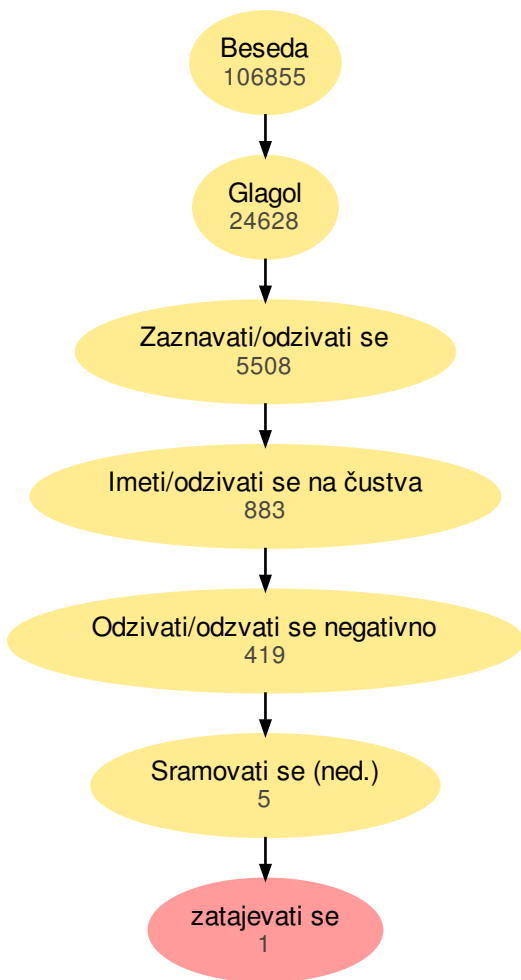 Beseda
106855
Glagol
24628
Zaznavati/odzivati se
5508
Imeti/odzivati se na čustva
883
Odzivati/odzvati se negativno
419
Sramovati se (ned.)
5
zatajevati se
1